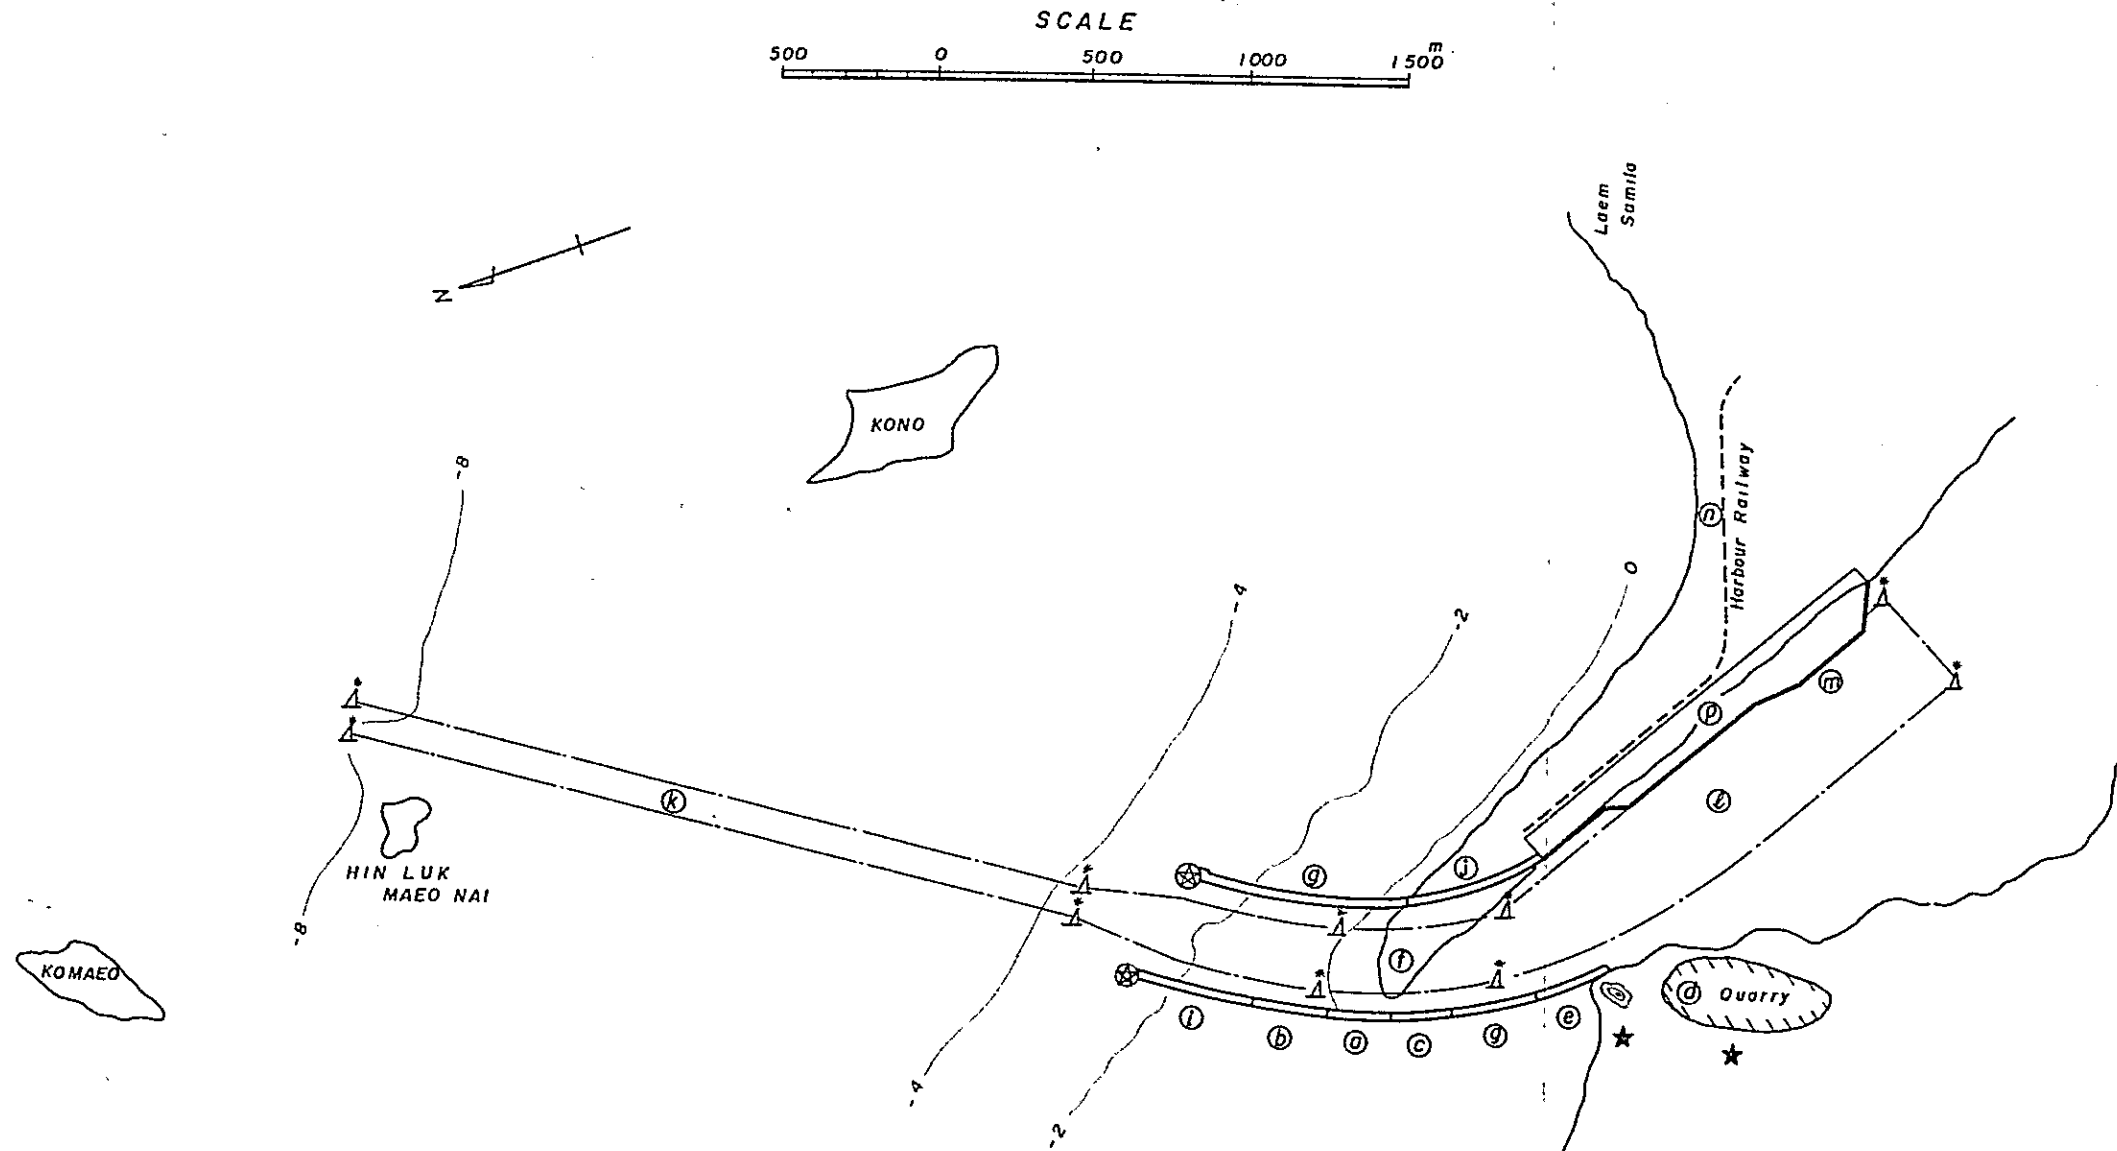 SCALE
500 0 500 1000 1500 m
Laem
Samila
N
KONO
-8
n
Harbour Railway
0
-4
-2
m
p
k
l
HIN LUK
MAEO NAI
g
j
-8
KOMAEO
f
d Quarry
i
b
a
c
g
e
-4
-2